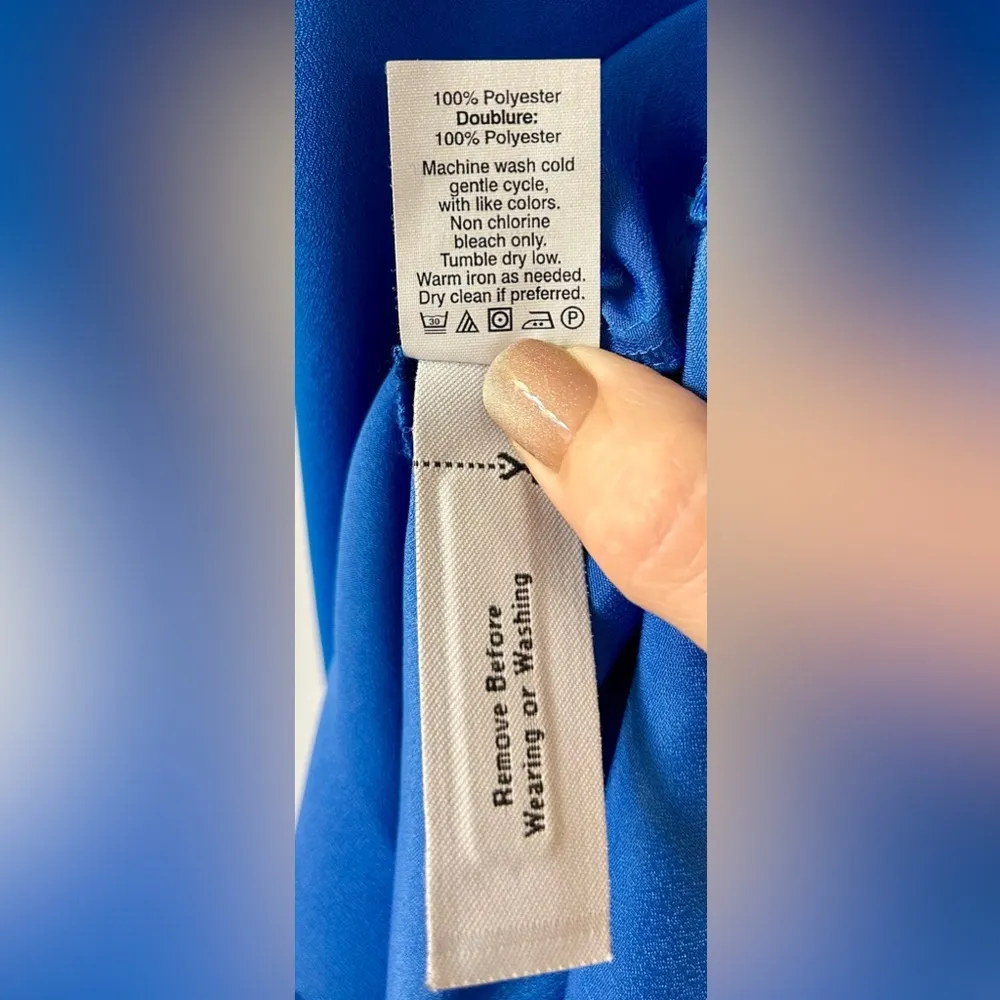 100% Polyester
Doublure:
100% Polyester
Machine wash cold
gentle cycle,
with like colors.
Non chlorine
bleach only.
Tumble dry low.
Warm iron as needed.
Dry clean if preferred.
30
P
Remove Before
Wearing or Washing